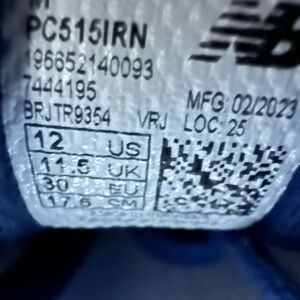 M
PC515IRN
NB
196652140093
7444195
MFG: 02/2023
BRJTR9354 VRJ LOC: 25
12 US
11.5 UK
30 EU
17.6 CM